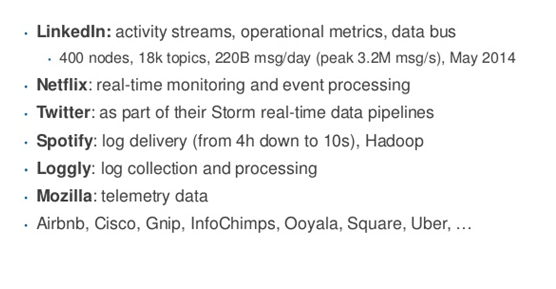 • LinkedIn: activity streams, operational metrics, data bus
• 400 nodes, 18k topics, 220B msg/day (peak 3.2M msg/s), May 2014
• Netflix: real-time monitoring and event processing
• Twitter: as part of their Storm real-time data pipelines
• Spotify: log delivery (from 4h down to 10s), Hadoop
• Loggly: log collection and processing
• Mozilla: telemetry data
• Airbnb, Cisco, Gnip, InfoChimps, Ooyala, Square, Uber, …